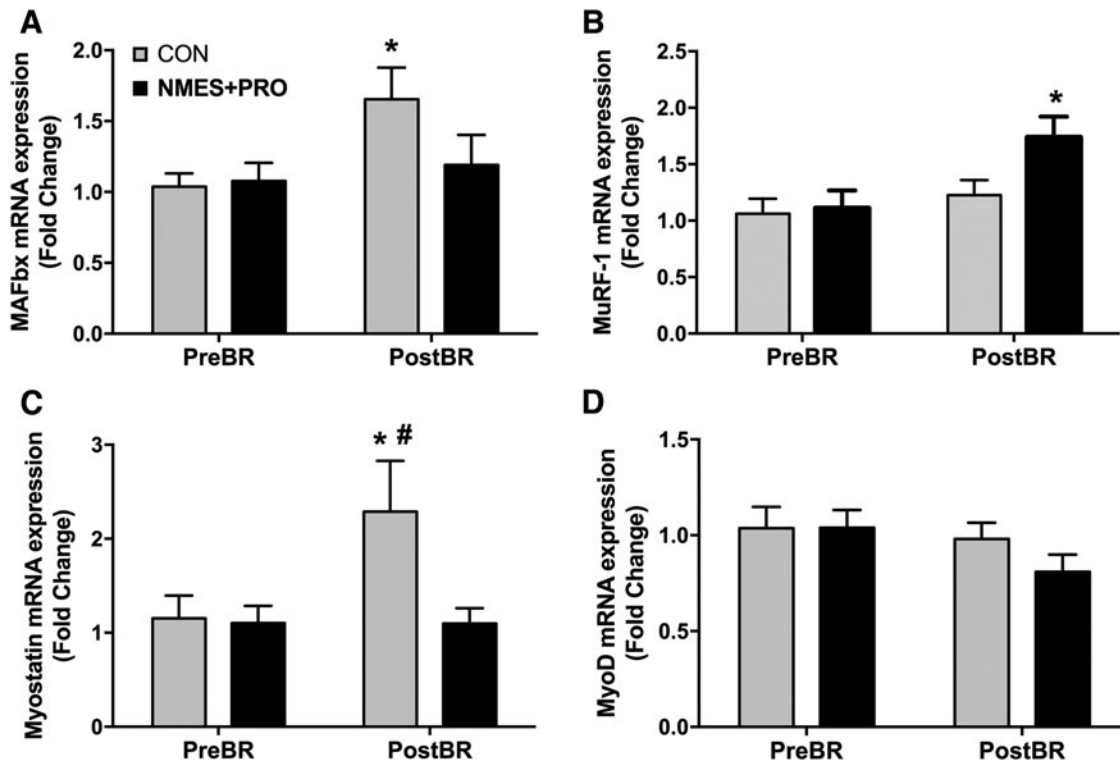 A
MAFbx mRNA expression
(Fold Change)
2.0
1.5
1.0
0.5
0.0
CON
NMES+PRO
*
PreBR
PostBR
B
MuRF-1 mRNA expression
(Fold Change)
2.5
2.0
1.5
1.0
0.5
0.0
*
PreBR
PostBR
C
Myostatin mRNA expression
(Fold Change)
3
2
1
0
* #
PreBR
PostBR
D
MyoD mRNA expression
(Fold Change)
1.5
1.0
0.5
0.0
PreBR
PostBR